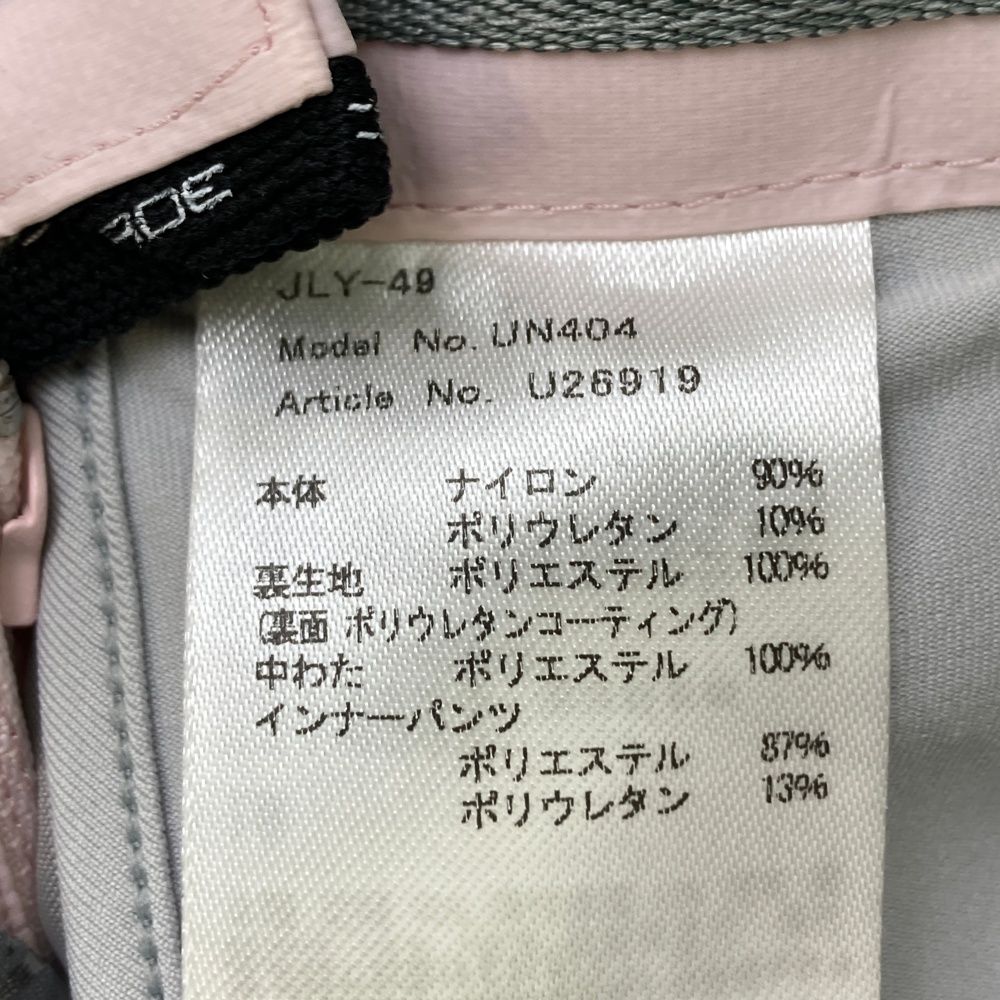 JLY-49
Model No. UN404
Article No. U26919
本体 ナイロン 90%
ポリウレタン 10%
裏生地 ポリエステル 100%
(裏面 ポリウレタンコーティング)
中わた ポリエステル 100%
インナーパンツ
ポリエステル 87%
ポリウレタン 13%